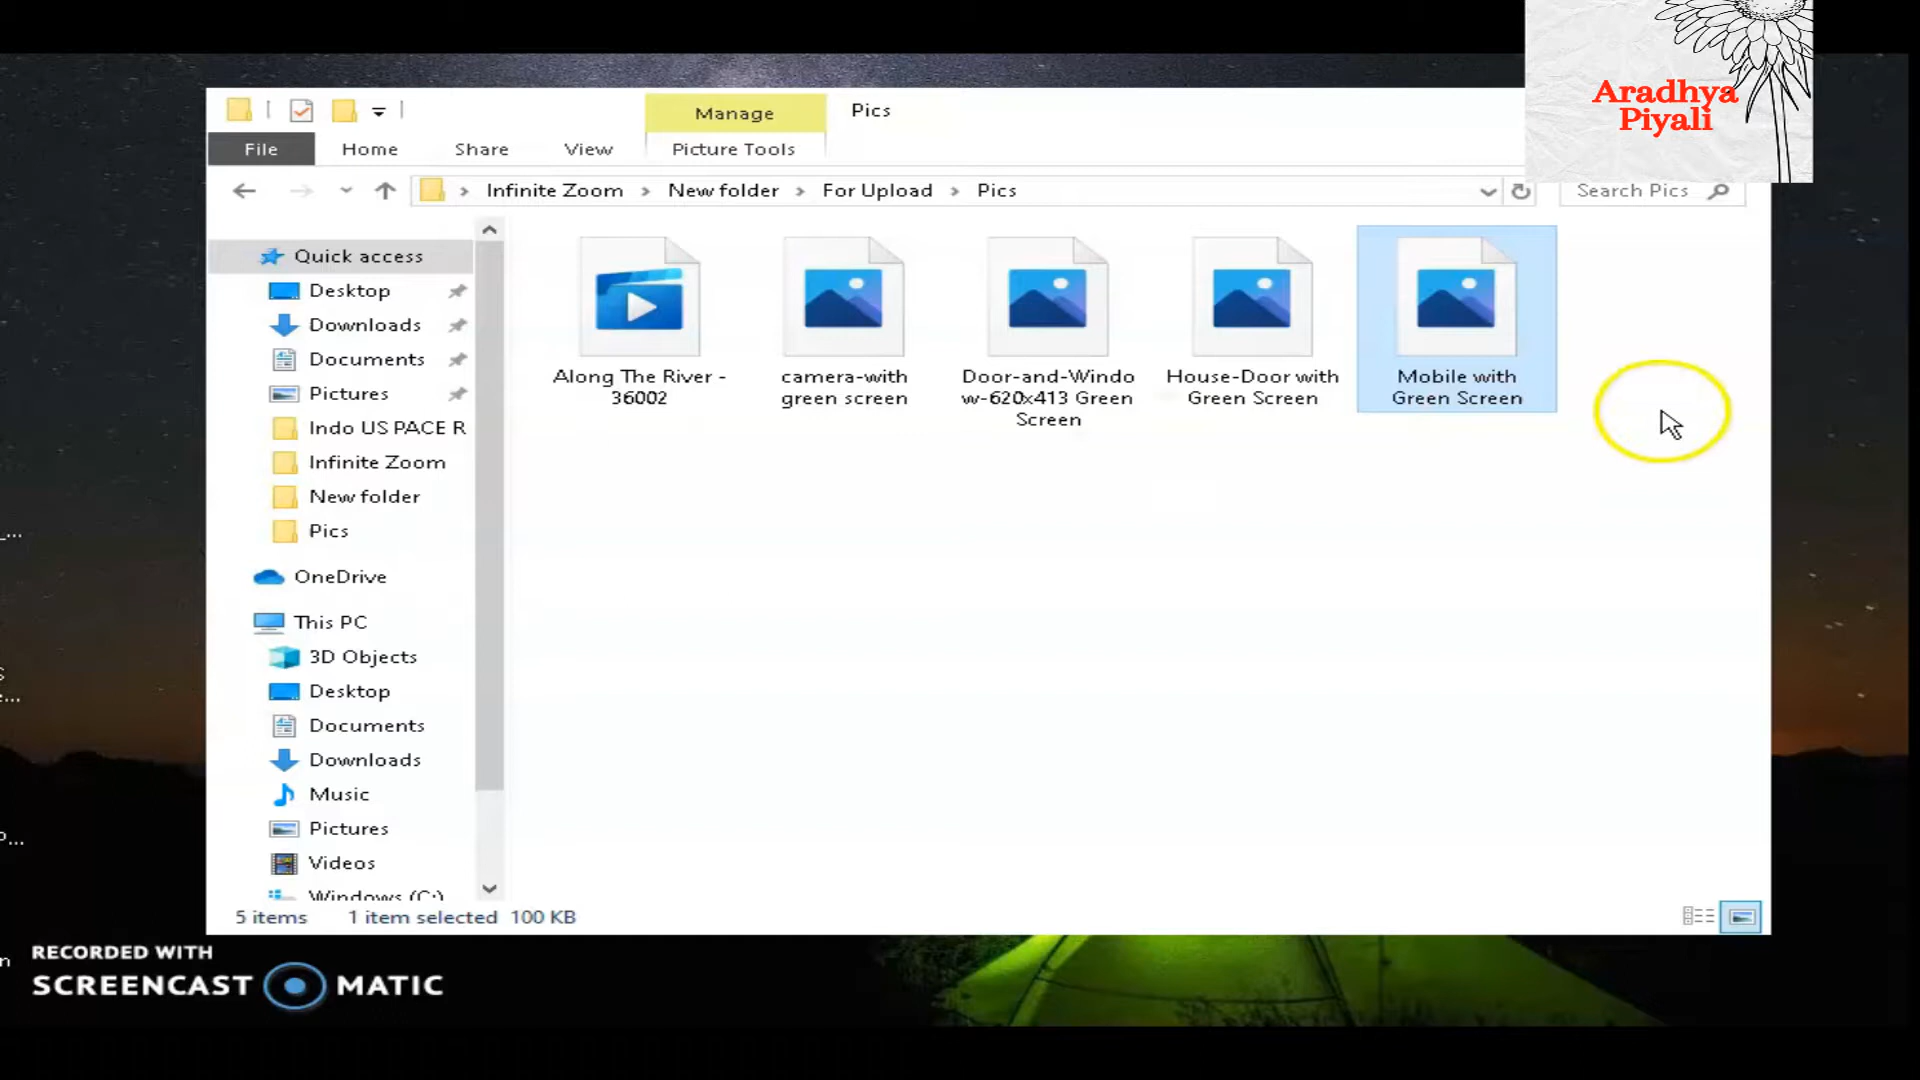 Aradhya
Piyali
Manage
Pics
File
Home
Share
View
Picture Tools
Infinite Zoom
New folder
For Upload
Pics
Search Pics
Quick access
Desktop
Downloads
Documents
Pictures
Indo US PACE R
Infinite Zoom
New folder
Pics
OneDrive
This PC
3D Objects
Desktop
Documents
Downloads
Music
Pictures
Videos
Windows (C:)
Along The River -
36002
camera-with
green screen
Door-and-Windo
w-620x413 Green
Screen
House-Door with
Green Screen
Mobile with
Green Screen
5 items
1 item selected
100 KB
RECORDED WITH
SCREENCAST MATIC